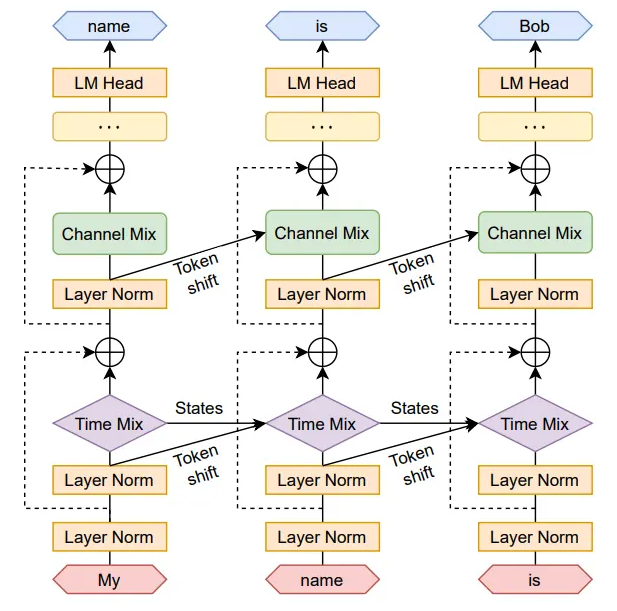 name is Bob
LM Head LM Head LM Head
... ... ...
Channel Mix Channel Mix Channel Mix
Token Token
shift shift
Layer Norm Layer Norm Layer Norm
States States
Time Mix Time Mix Time Mix
Token Token
shift shift
Layer Norm Layer Norm Layer Norm
Layer Norm Layer Norm Layer Norm
My name is